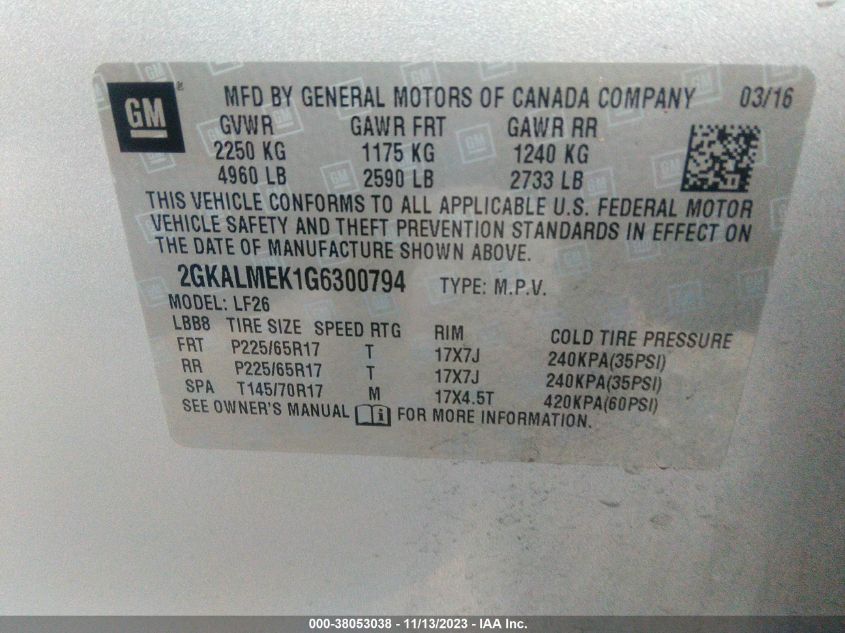 GM
MFD BY GENERAL MOTORS OF CANADA COMPANY 03/16
GVWR GAWR FRT GAWR RR
2250 KG 1175 KG 1240 KG
4960 LB 2590 LB 2733 LB
THIS VEHICLE CONFORMS TO ALL APPLICABLE U.S. FEDERAL MOTOR
VEHICLE SAFETY AND THEFT PREVENTION STANDARDS IN EFFECT ON
THE DATE OF MANUFACTURE SHOWN ABOVE.
2GKALMEK1G6300794 TYPE: M.P.V.
MODEL: LF26
LBB8 TIRE SIZE SPEED RTG RIM COLD TIRE PRESSURE
FRT P225/65R17 T 17X7J 240KPA(35PSI)
RR P225/65R17 T 17X7J 240KPA(35PSI)
SPA T145/70R17 M 17X4.5T 420KPA(60PSI)
SEE OWNER'S MANUAL i FOR MORE INFORMATION.
000-38053038 - 11/13/2023 - IAA Inc.